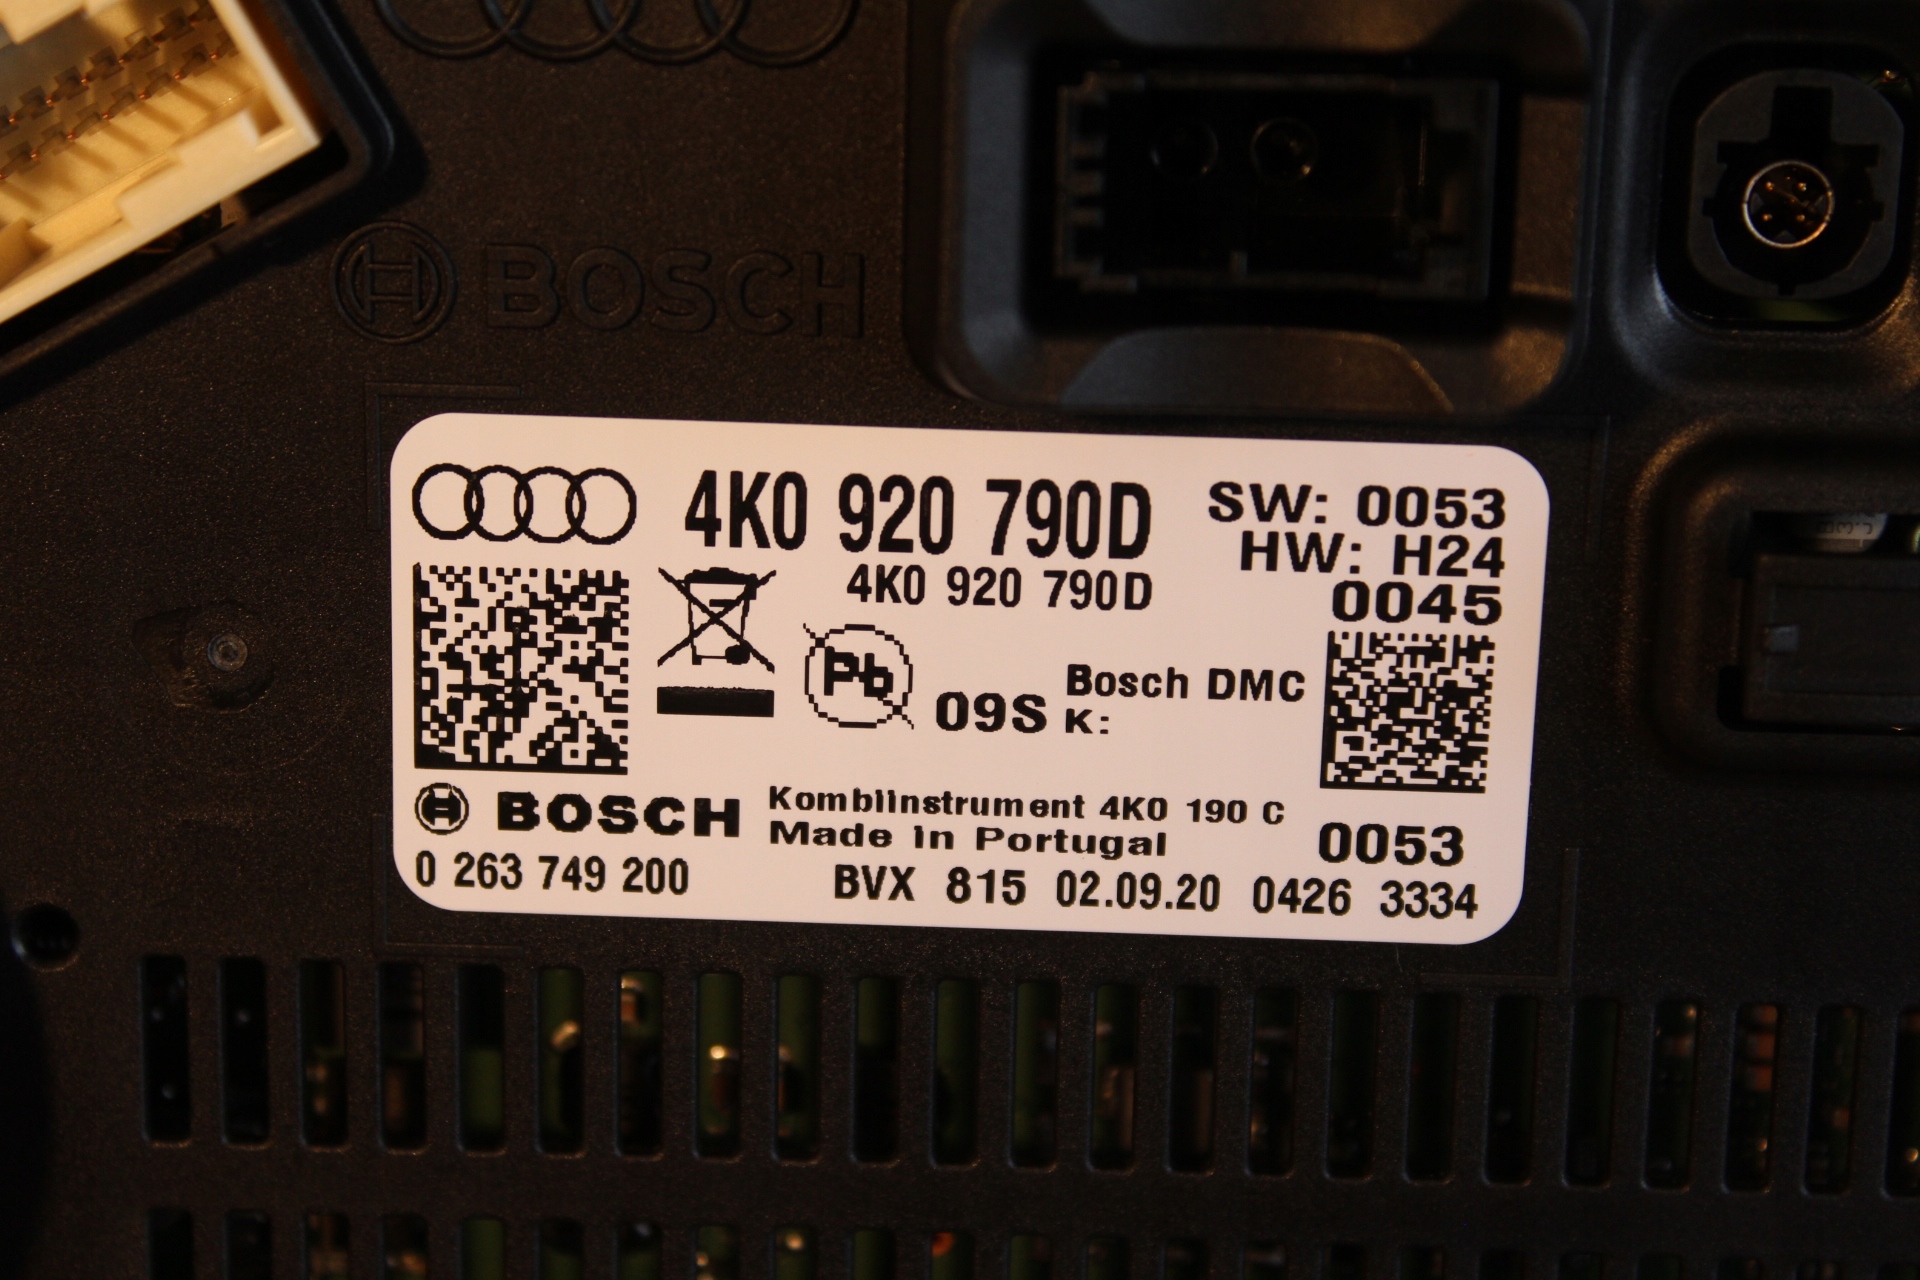 BOSCH
4K0 920 790D
SW: 0053
HW: H24
4K0 920 790D
0045
Pb
09S
Bosch DMC
K:
BOSCH
Kombiinstrument 4K0 190 C
Made in Portugal
0053
0 263 749 200
BVX 815 02.09.20 0426 3334